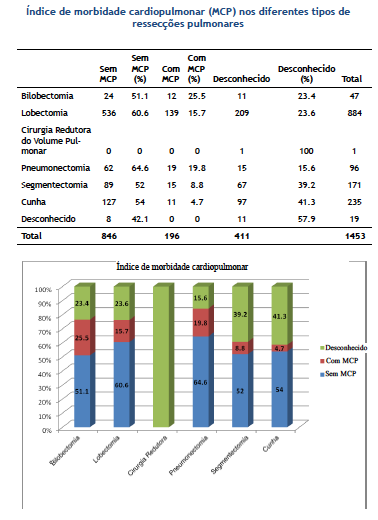 Índice de morbidade cardiopulmonar (MCP) nos diferentes tipos de
ressecções pulmonares
Sem MCP Sem MCP (%) Com MCP Com MCP (%) Desconhecido Desconhecido (%) Total
Bilobectomia 24 51.1 12 25.5 11 23.4 47
Lobectomia 536 60.6 139 15.7 209 23.6 884
Cirurgia Redutora
do Volume Pul-
monar 0 0 0 0 1 100 1
Pneumonectomia 62 64.6 19 19.8 15 15.6 96
Segmentectomia 89 52 15 8.8 67 39.2 171
Cunha 127 54 11 4.7 97 41.3 235
Desconhecido 8 42.1 0 0 11 57.9 19
Total 846 196 411 1453
Índice de morbidade cardiopulmonar
100%
90%
80%
70%
60%
50%
40%
30%
20%
10%
0%
23.4 23.6 15.6 39.2 41.3
25.5 15.7 19.8 8.8 4.7
51.1 60.6 64.6 52 54
Desconhecido
Com MCP
Sem MCP
Bilobectomia
Lobectomia
Cirurgia Redutora
Pneumonectomia
Segmentectomia
Cunha